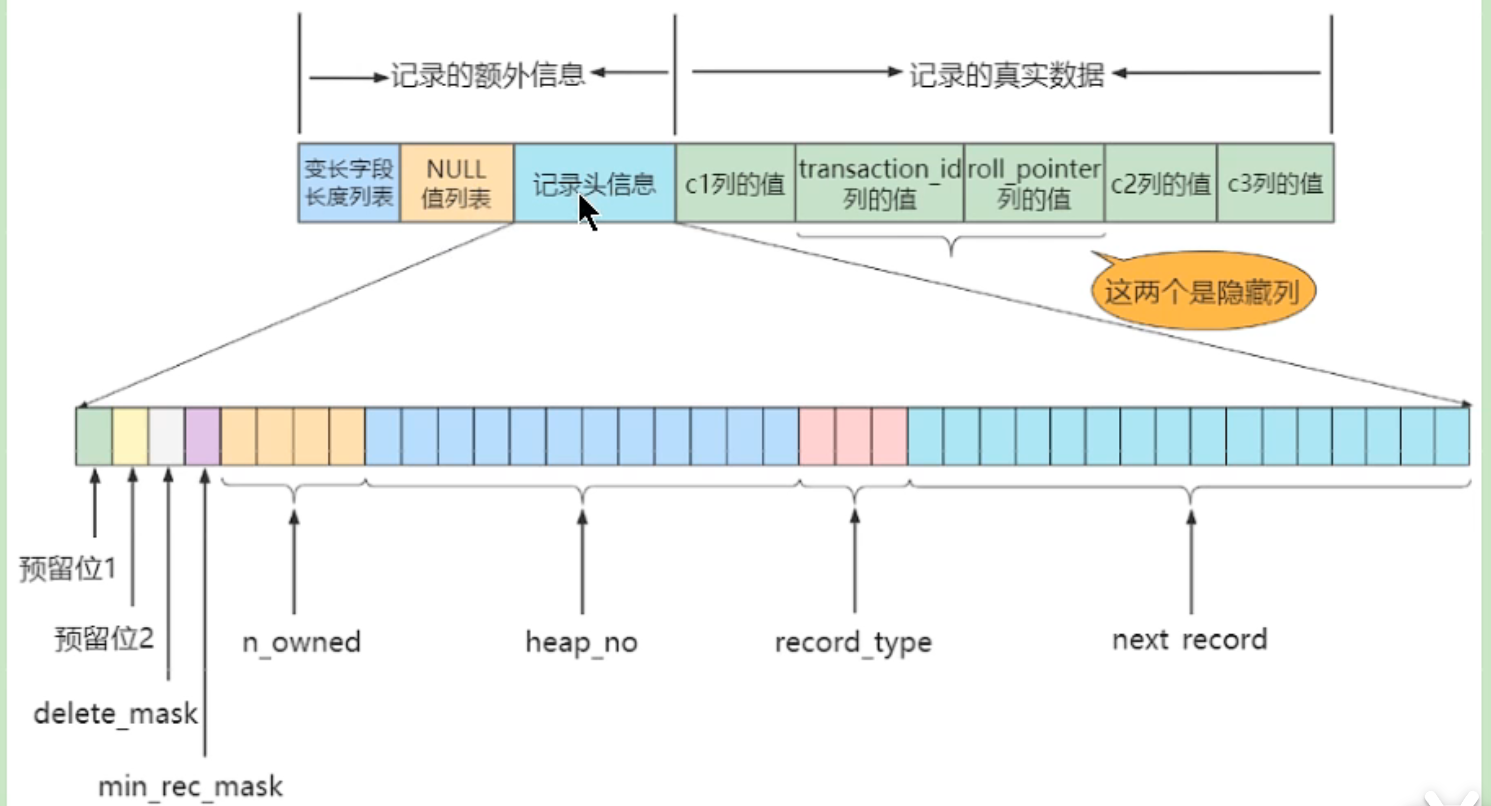 记录的额外信息
记录的真实数据
变长字段
长度列表
NULL
值列表
记录头信息
c1列的值
transaction_id
列的值
roll_pointer
列的值
c2列的值
c3列的值
这两个是隐藏列
预留位1
预留位2
delete_mask
min_rec_mask
n_owned
heap_no
record_type
next record